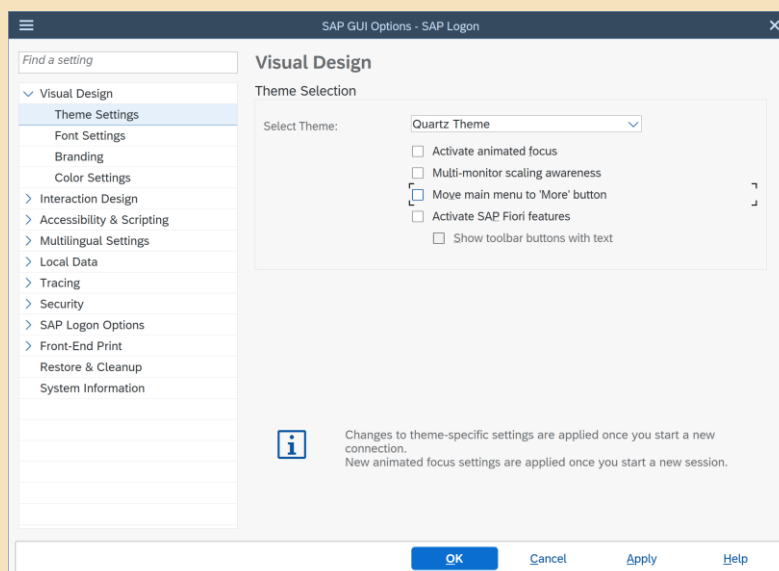 SAP GUI Options - SAP Logon
Find a setting
Visual Design
Theme Settings
Font Settings
Branding
Color Settings
Interaction Design
Accessibility & Scripting
Multilingual Settings
Local Data
Tracing
Security
SAP Logon Options
Front-End Print
Restore & Cleanup
System Information
Visual Design
Theme Selection
Select Theme:
Quartz Theme
Activate animated focus
Multi-monitor scaling awareness
Move main menu to 'More' button
Activate SAP Fiori features
Show toolbar buttons with text
Changes to theme-specific settings are applied once you start a new
connection.
New animated focus settings are applied once you start a new session.
OK Cancel Apply Help